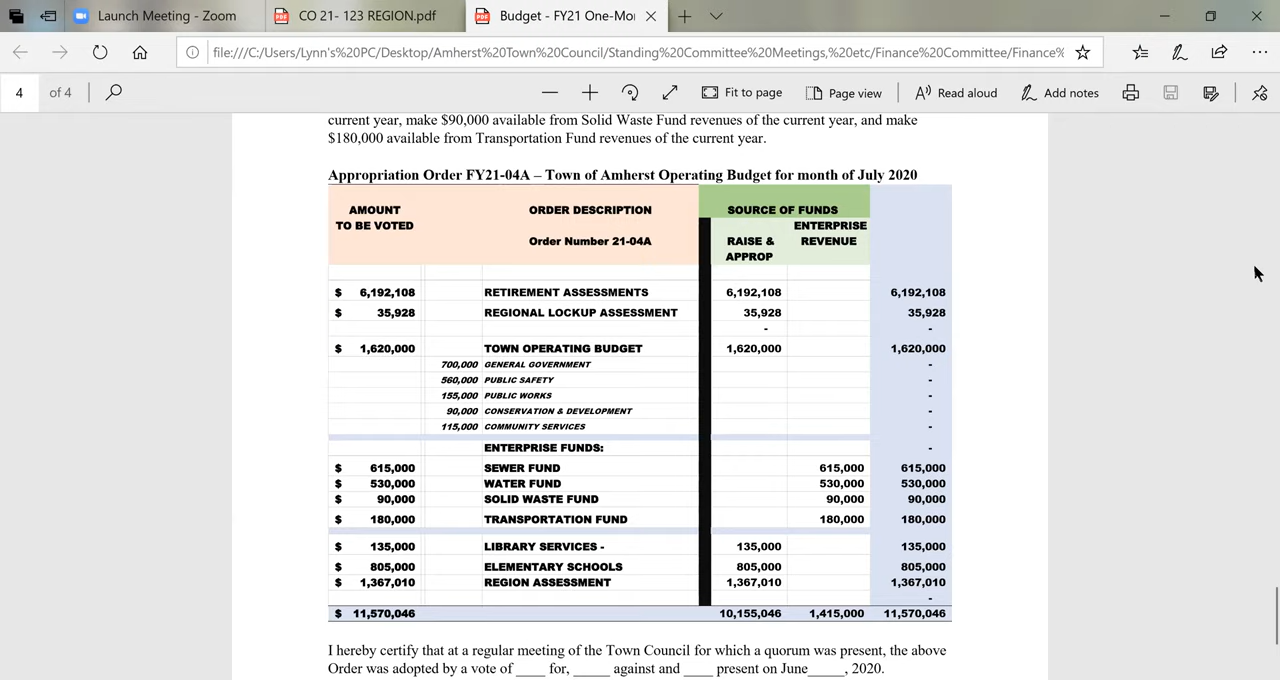 Launch Meeting - Zoom
CO 21- 123 REGION.pdf
Budget - FY21 One-Mo
file:///C:/Users/Lynn's%20PC/Desktop/Amherst%20Town%20Council/Standing%20Committee%20Meetings,%20etc/Finance%20Committee/Finance%
4 of 4
Fit to page
Page view
Read aloud
Add notes
current year, make $90,000 available from Solid Waste Fund revenues of the current year, and make
$180,000 available from Transportation Fund revenues of the current year.
Appropriation Order FY21-04A – Town of Amherst Operating Budget for month of July 2020
AMOUNT ORDER DESCRIPTION SOURCE OF FUNDS
TO BE VOTED ENTERPRISE
Order Number 21-04A RAISE & REVENUE
APPROP
$ 6,192,108 RETIREMENT ASSESSMENTS 6,192,108 6,192,108
$ 35,928 REGIONAL LOCKUP ASSESSMENT 35,928 35,928
- -
$ 1,620,000 TOWN OPERATING BUDGET 1,620,000 1,620,000
700,000 GENERAL GOVERNMENT -
560,000 PUBLIC SAFETY -
155,000 PUBLIC WORKS -
90,000 CONSERVATION & DEVELOPMENT -
115,000 COMMUNITY SERVICES -
ENTERPRISE FUNDS: -
$ 615,000 SEWER FUND 615,000 615,000
$ 530,000 WATER FUND 530,000 530,000
$ 90,000 SOLID WASTE FUND 90,000 90,000
$ 180,000 TRANSPORTATION FUND 180,000 180,000
$ 135,000 LIBRARY SERVICES - 135,000 135,000
$ 805,000 ELEMENTARY SCHOOLS 805,000 805,000
$ 1,367,010 REGION ASSESSMENT 1,367,010 1,367,010
-
$ 11,570,046 10,155,046 1,415,000 11,570,046
I hereby certify that at a regular meeting of the Town Council for which a quorum was present, the above
Order was adopted by a vote of ____ for, _____ against and ____ present on June_____, 2020.